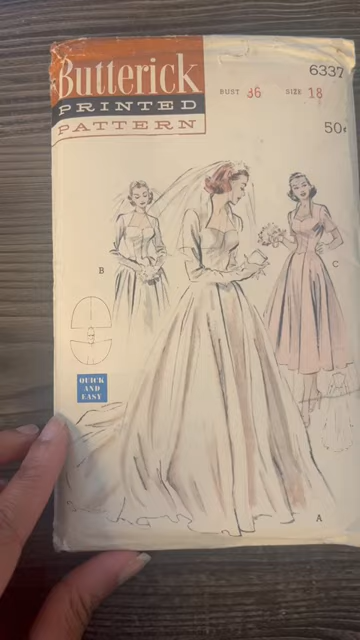 Butterick
PRINTED
PATTERN
6337
BUST 36 SIZE 18
50¢
B
C
QUICK
AND
EASY
A